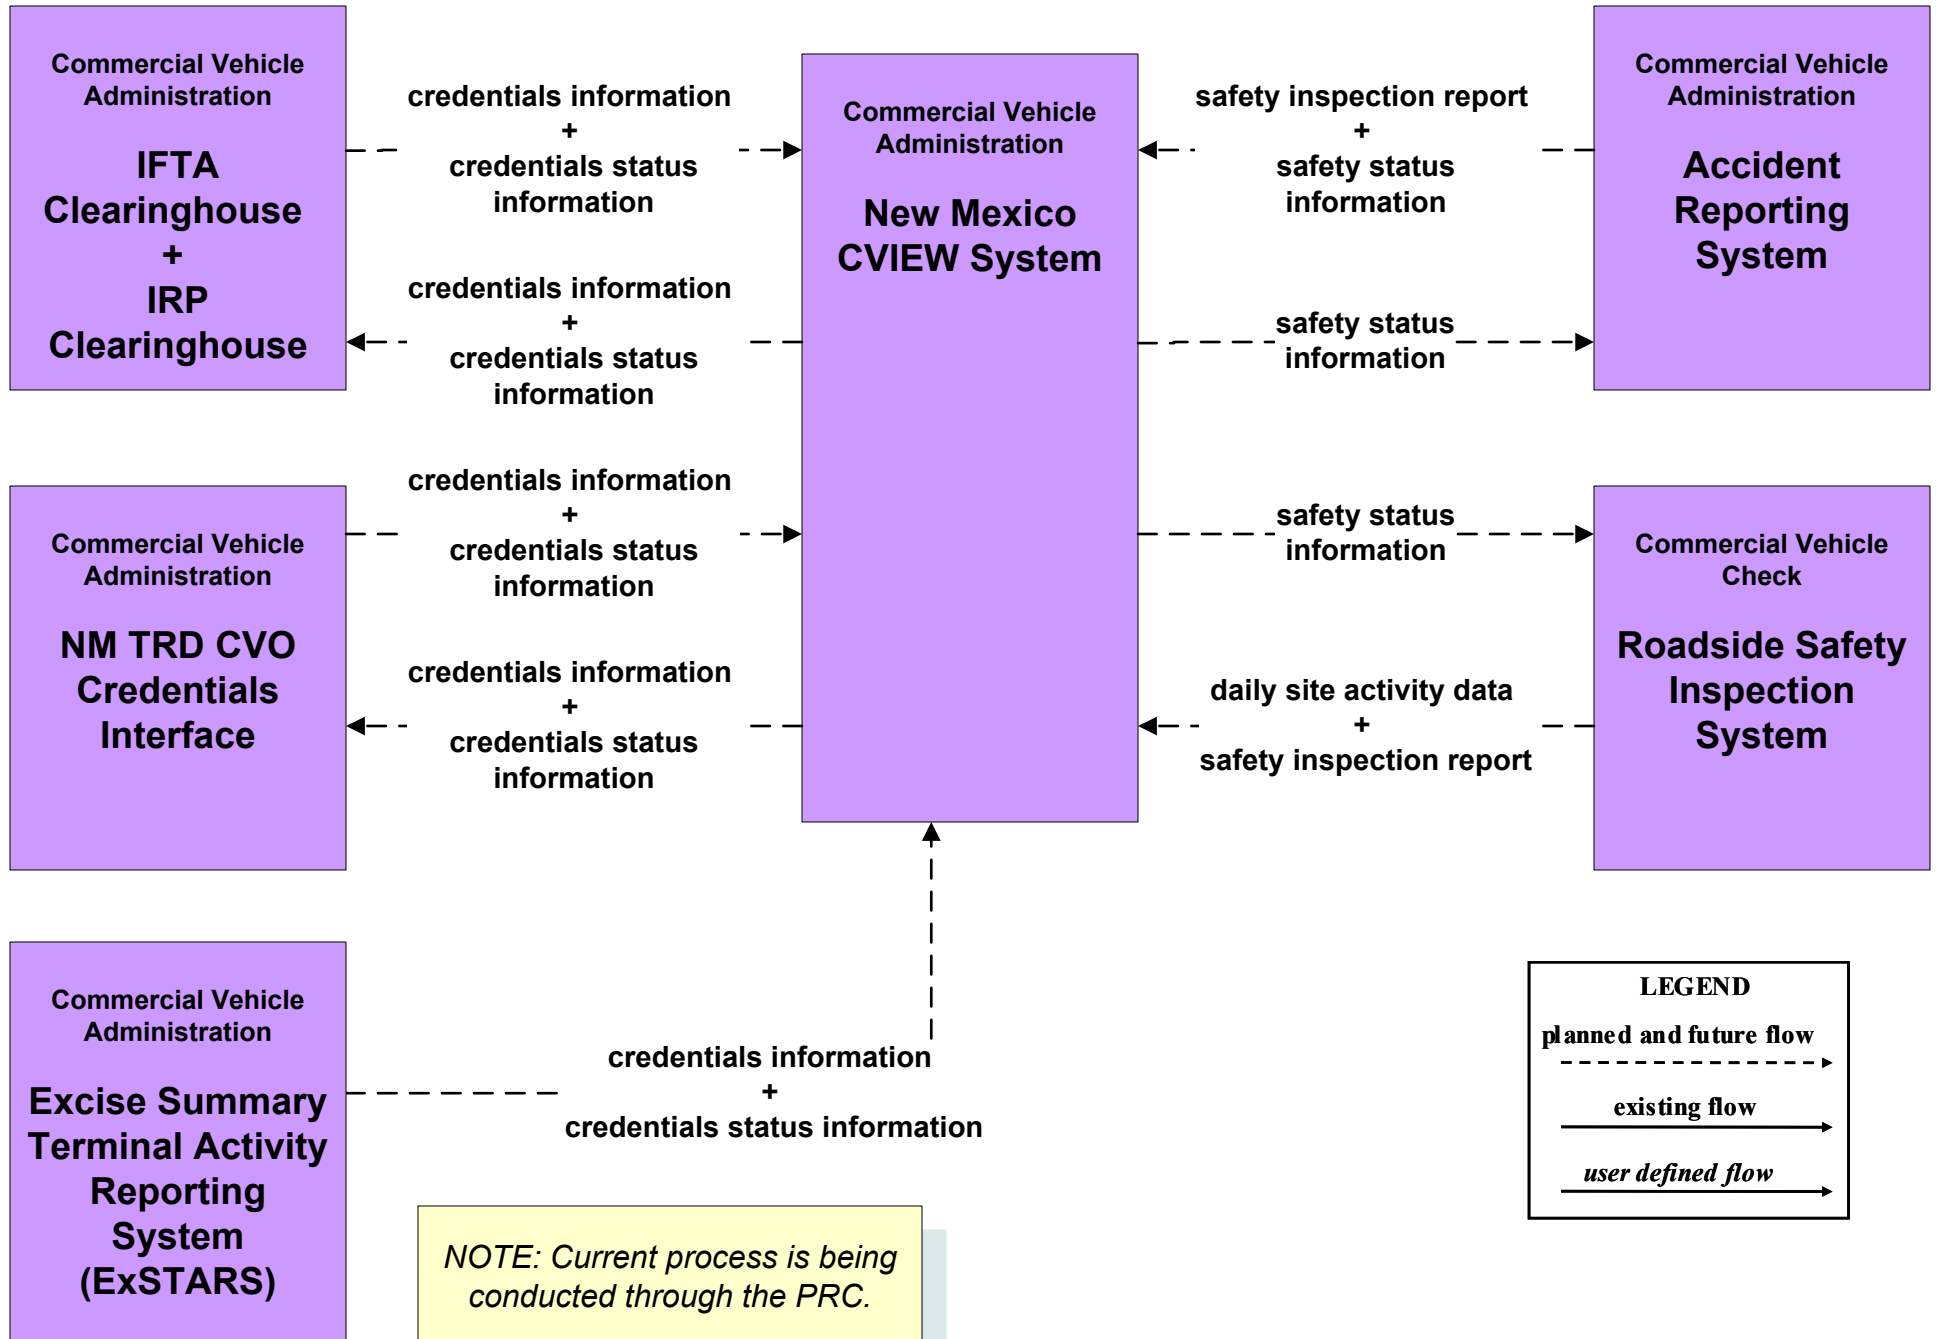 Commercial Vehicle
Administration
IFTA
Clearinghouse
+
IRP
Clearinghouse
credentials information
+
credentials status
information
credentials information
+
credentials status
information
Commercial Vehicle
Administration
New Mexico
CVIEW System
safety inspection report
+
safety status
information
safety status
information
Commercial Vehicle
Administration
Accident
Reporting
System
Commercial Vehicle
Administration
NM TRD CVO
Credentials
Interface
credentials information
+
credentials status
information
credentials information
+
credentials status
information
safety status
information
daily site activity data
+
safety inspection report
Commercial Vehicle
Check
Roadside Safety
Inspection
System
Commercial Vehicle
Administration
Excise Summary
Terminal Activity
Reporting
System
(ExSTARS)
credentials information
+
credentials status information
NOTE: Current process is being
conducted through the PRC.
LEGEND
planned and future flow
existing flow
user defined flow